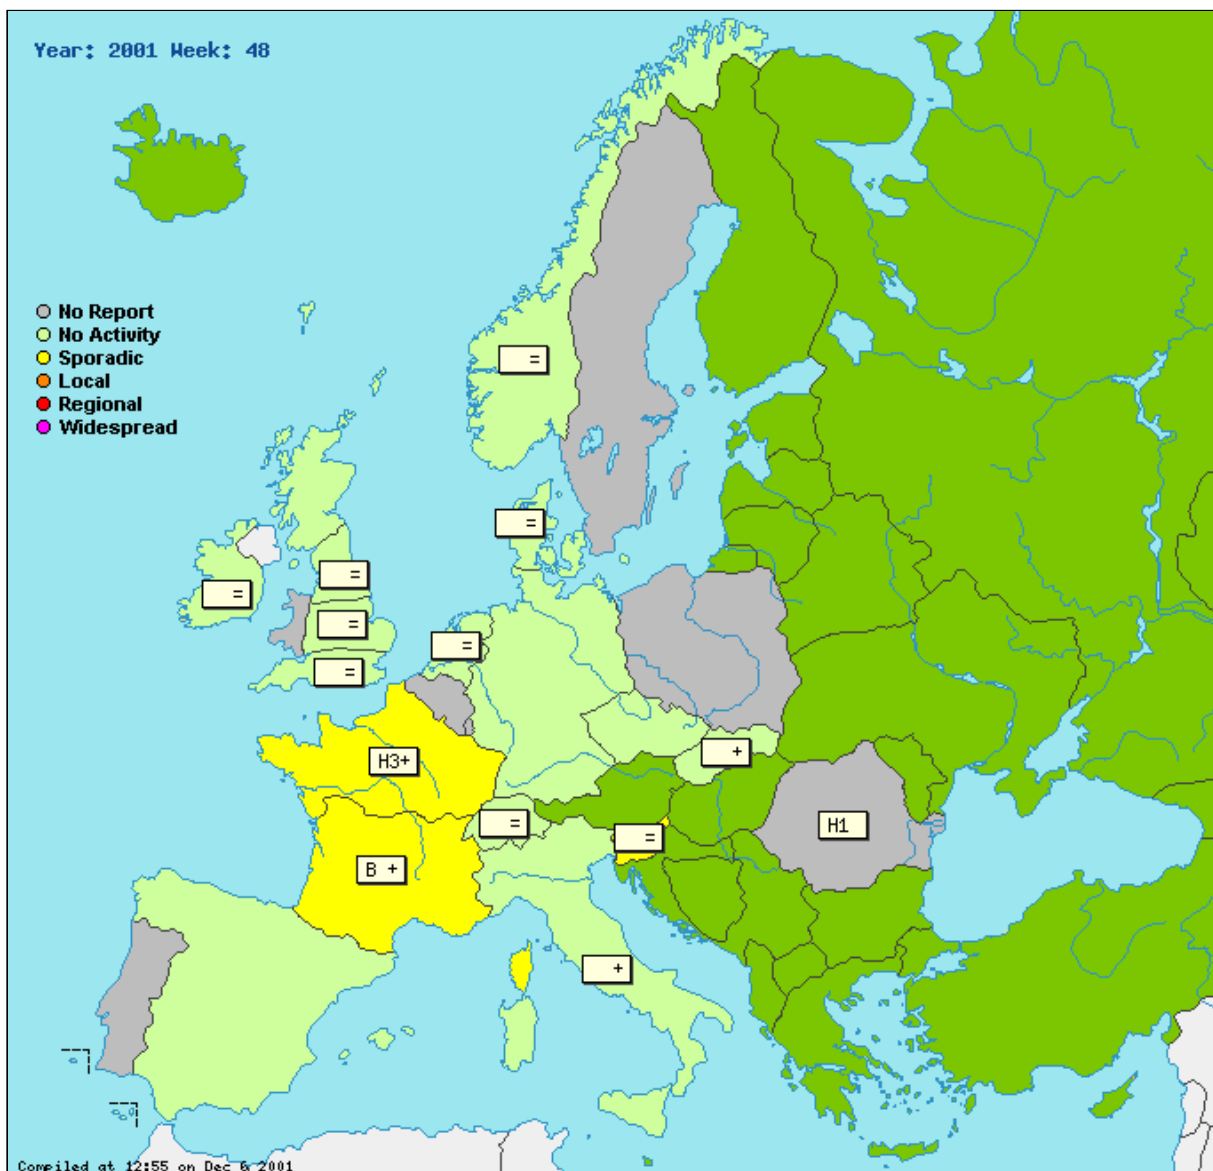 Year: 2001 Week: 48
No Report
No Activity
Sporadic
Local
Regional
Widespread
=
=
=
=
=
=
=
H3+
+
=
=
H1
B +
+
Compiled at 12:55 on Dec 6 2001